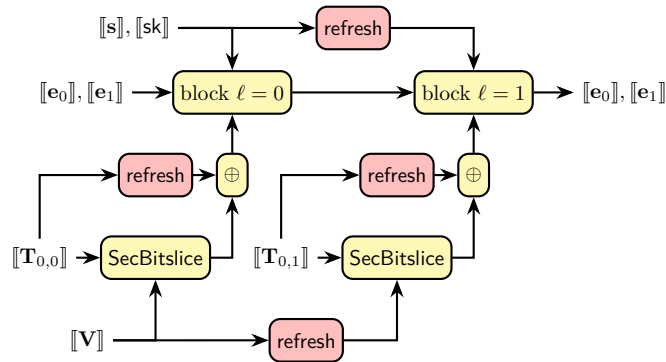 ⟦s⟧, ⟦sk⟧ refresh
⟦e₀⟧, ⟦e₁⟧ block ℓ = 0 block ℓ = 1 ⟦e₀⟧, ⟦e₁⟧
refresh ⊕ refresh ⊕
⟦T₀,₀⟧ SecBitslice ⟦T₀,₁⟧ SecBitslice
⟦V⟧ refresh